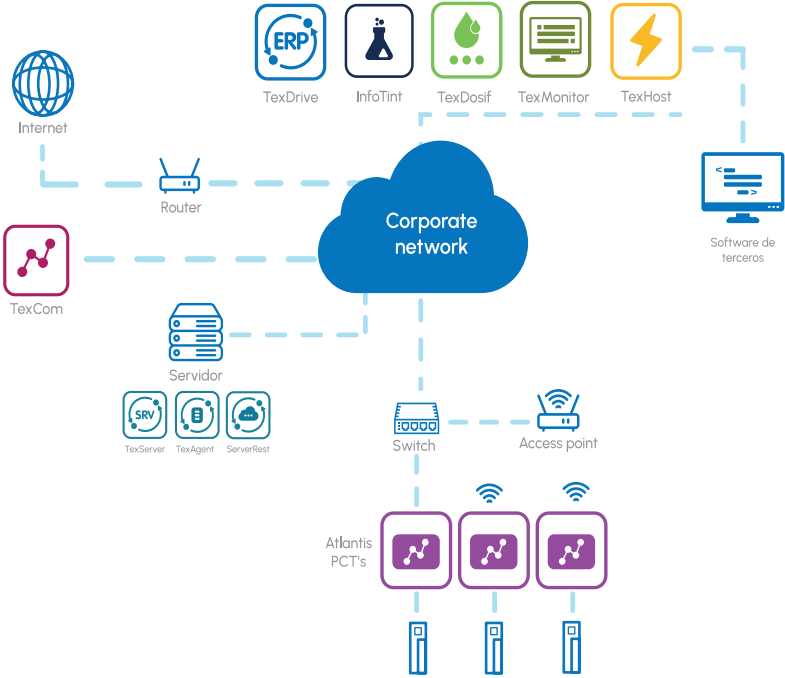 ERP
TexDrive
InfoTint
TexDosif
TexMonitor
TexHost
Internet
Router
Corporate
network
Software de
terceros
TexCom
Servidor
SRV
TexServer
TexAgent
ServerRest
Switch
Access point
Atlantis
PCT's